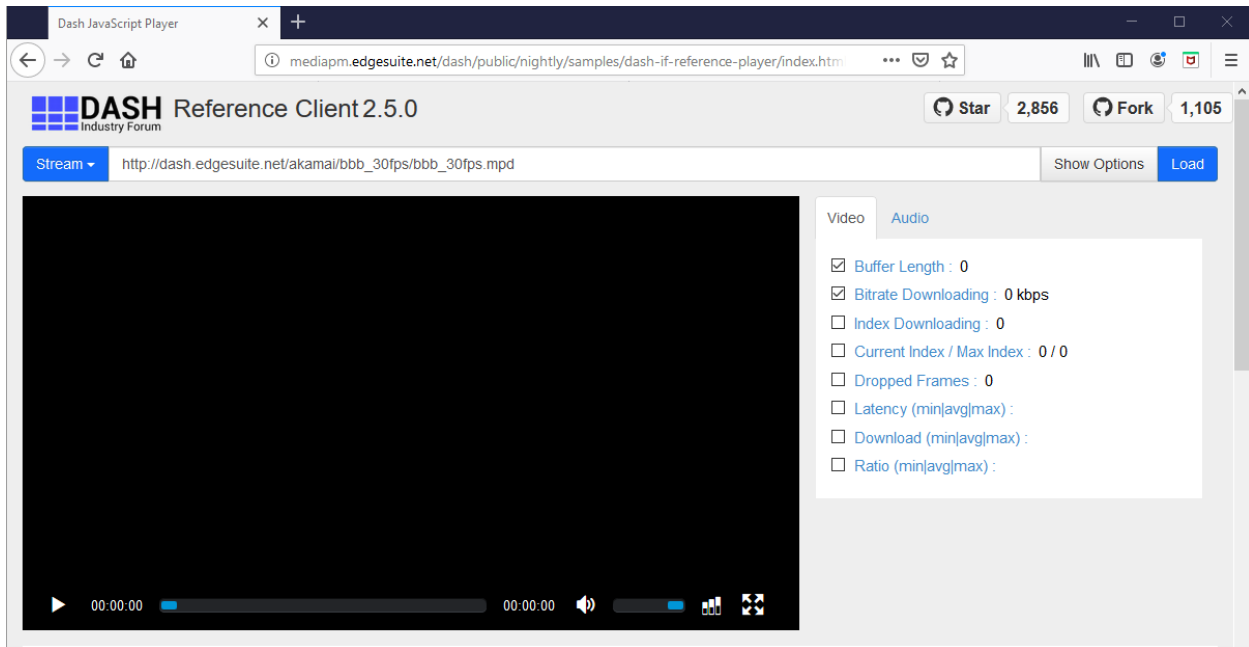 Dash JavaScript Player
mediapm.edgesuite.net/dash/public/nightly/samples/dash-if-reference-player/index.htm
DASH
Industry Forum
Reference Client 2.5.0
Star 2,856 Fork 1,105
Stream http://dash.edgesuite.net/akamai/bbb_30fps/bbb_30fps.mpd Show Options Load
Video Audio
Buffer Length : 0
Bitrate Downloading : 0 kbps
Index Downloading : 0
Current Index / Max Index : 0 / 0
Dropped Frames : 0
Latency (min|avg|max) :
Download (min|avg|max) :
Ratio (min|avg|max) :
00:00:00 00:00:00